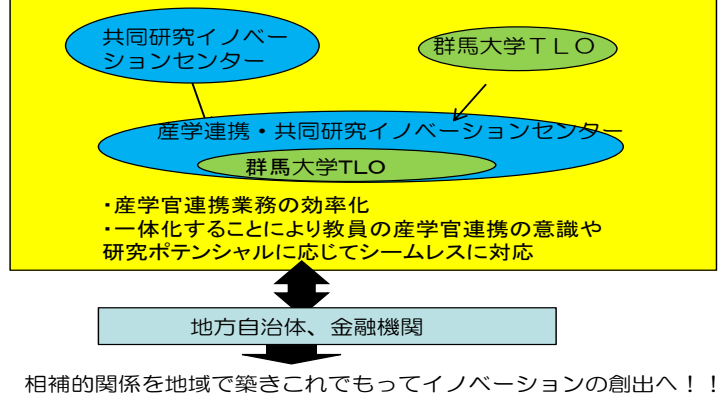 共同研究イノベー
ションセンター
群馬大学ＴＬＯ
産学連携・共同研究イノベーションセンター
群馬大学TLO
・産学官連携業務の効率化
・一体化することにより教員の産学官連携の意識や
研究ポテンシャルに応じてシームレスに対応
地方自治体、金融機関
相補的関係を地域で築きこれでもってイノベーションの創出へ！！